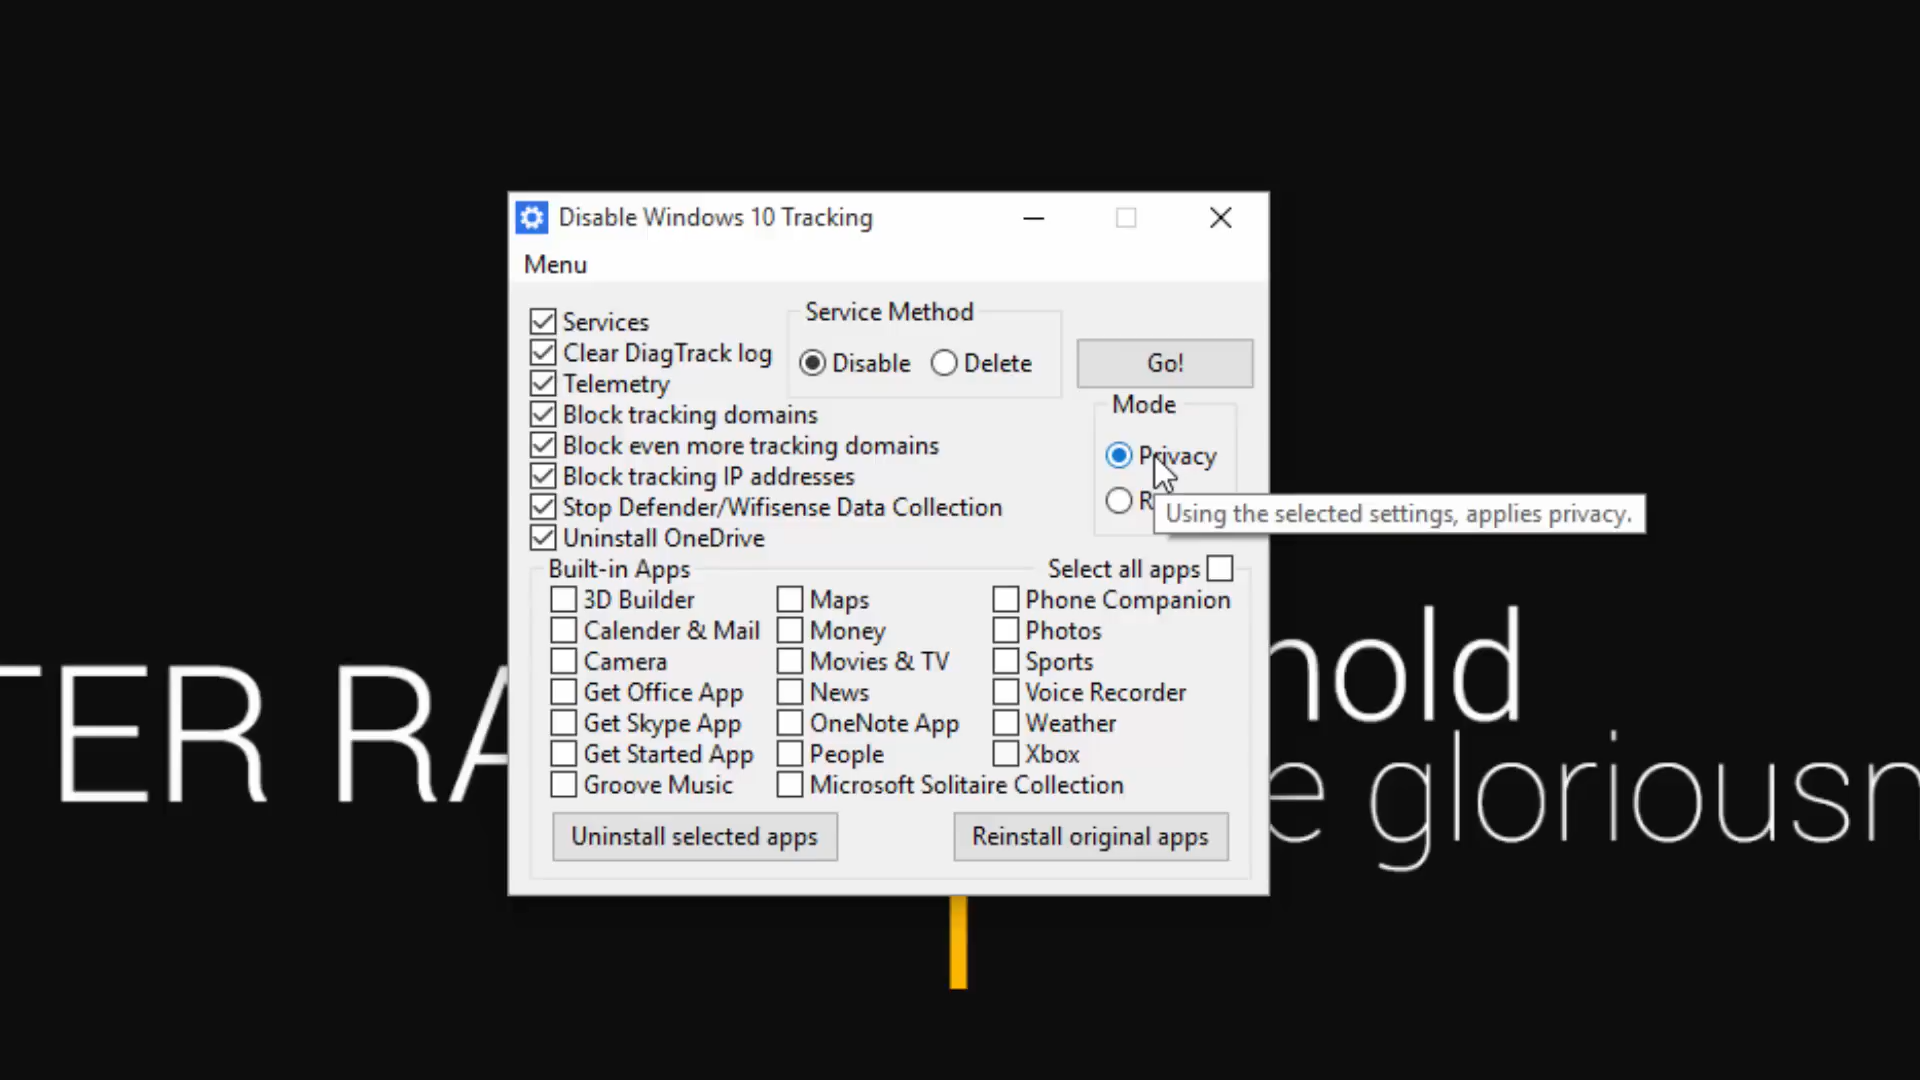 Disable Windows 10 Tracking
Menu
Services
Service Method
Clear DiagTrack log
Disable
Delete
Go!
Telemetry
Mode
Block tracking domains
Block even more tracking domains
Privacy
Block tracking IP addresses
R
Stop Defender/Wifisense Data Collection
Using the selected settings, applies privacy.
Uninstall OneDrive
Built-in Apps
Select all apps
3D Builder
Maps
Phone Companion
Calender & Mail
Money
Photos
Camera
Movies & TV
Sports
Get Office App
News
Voice Recorder
Get Skype App
OneNote App
Weather
Get Started App
People
Xbox
Groove Music
Microsoft Solitaire Collection
Uninstall selected apps
Reinstall original apps
TER RA
hold
e gloriousn